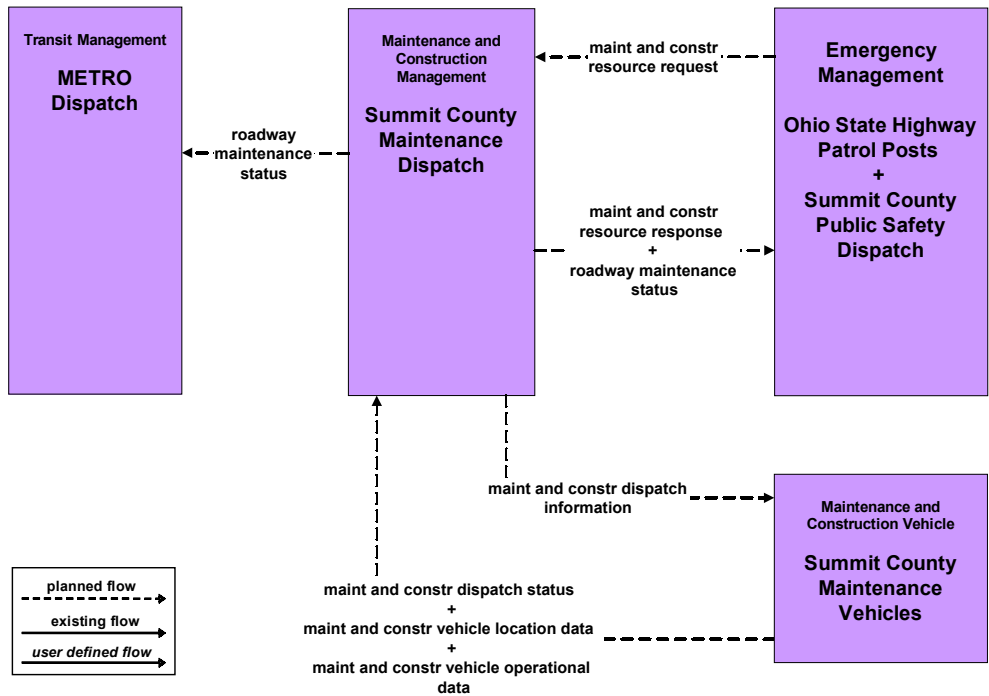 Transit Management
METRO
Dispatch
roadway
maintenance
status
Maintenance and
Construction
Management
Summit County
Maintenance
Dispatch
maint and constr
resource request
maint and constr
resource response
+
roadway maintenance
status
Emergency
Management
Ohio State Highway
Patrol Posts
+
Summit County
Public Safety
Dispatch
maint and constr dispatch
information
Maintenance and
Construction Vehicle
Summit County
Maintenance
Vehicles
maint and constr dispatch status
+
maint and constr vehicle location data
+
maint and constr vehicle operational
data
planned flow
existing flow
user defined flow